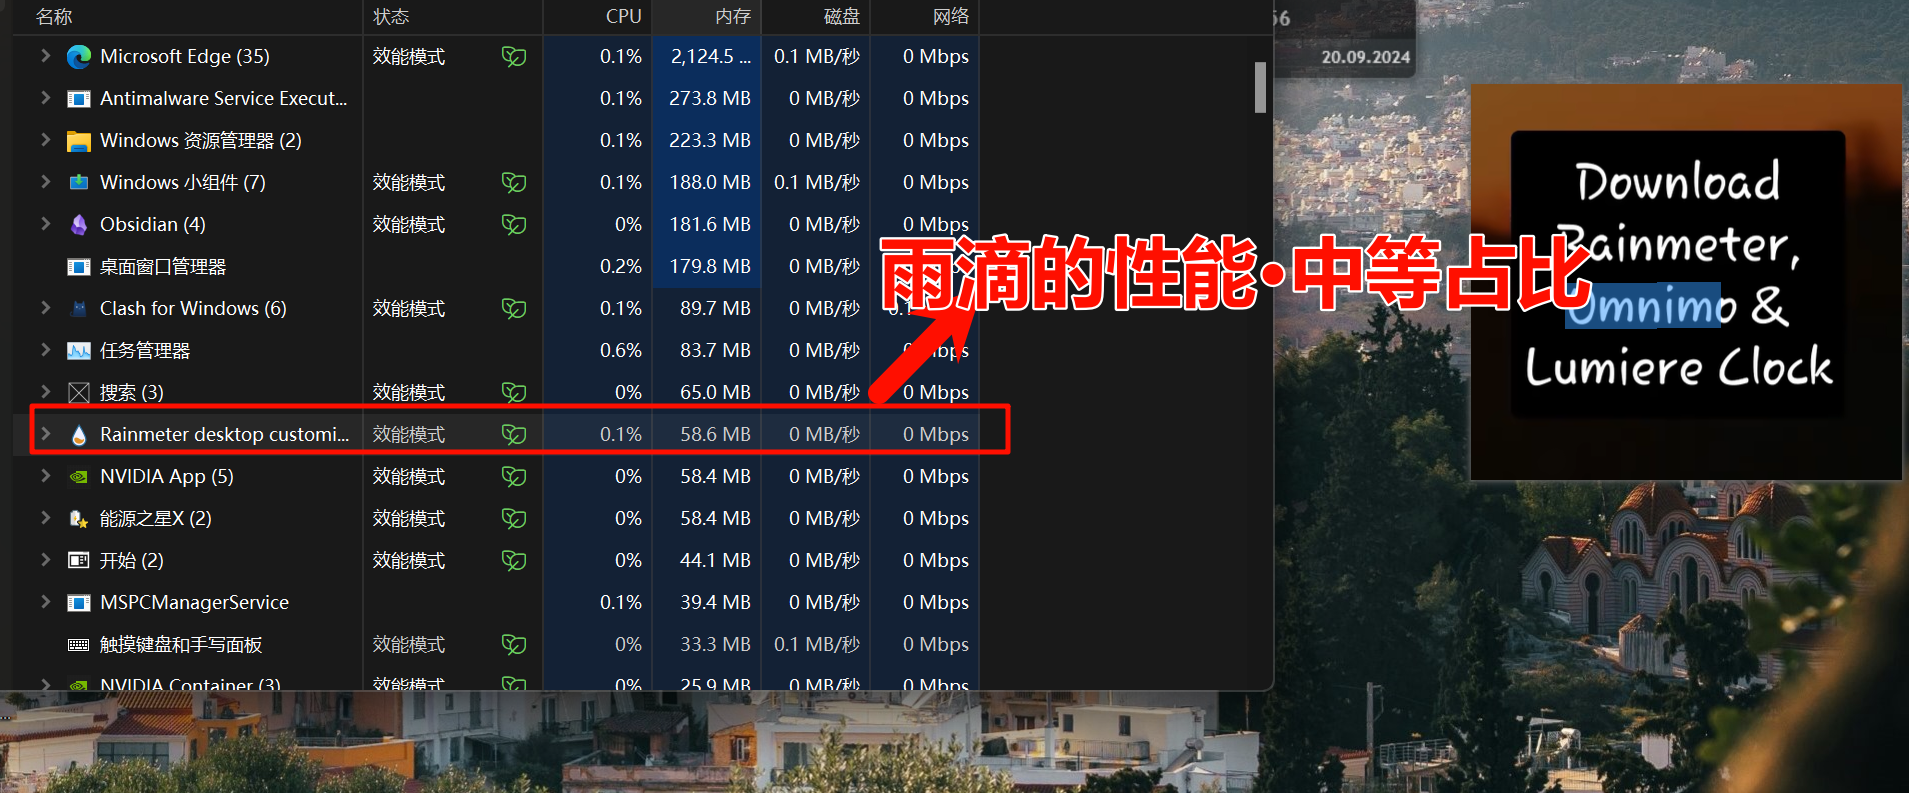 名称 状态 CPU 内存 磁盘 网络
Microsoft Edge (35) 效能模式 0.1% 2,124.5 ... 0.1 MB/秒 0 Mbps
Antimalware Service Execut... 0.1% 273.8 MB 0 MB/秒 0 Mbps
Windows 资源管理器 (2) 0.1% 223.3 MB 0 MB/秒 0 Mbps
Windows 小组件 (7) 效能模式 0.1% 188.0 MB 0.1 MB/秒 0 Mbps
Obsidian (4) 效能模式 0% 181.6 MB 0 MB/秒 0 Mbps
桌面窗口管理器 0.2% 179.8 MB 0 MB/秒
Clash for Windows (6) 效能模式 0.1% 89.7 MB 0 MB/秒
任务管理器 0.6% 83.7 MB 0 MB/秒 0 Mbps
搜索 (3) 效能模式 0% 65.0 MB 0 MB/秒 0 Mbps
Rainmeter desktop customi... 效能模式 0.1% 58.6 MB 0 MB/秒 0 Mbps
NVIDIA App (5) 效能模式 0% 58.4 MB 0 MB/秒 0 Mbps
能源之星X (2) 效能模式 0% 58.4 MB 0 MB/秒 0 Mbps
开始 (2) 效能模式 0% 44.1 MB 0 MB/秒 0 Mbps
MSPCManagerService 0.1% 39.4 MB 0 MB/秒 0 Mbps
触摸键盘和手写面板 效能模式 0% 33.3 MB 0.1 MB/秒 0 Mbps
NVIDIA Container (3) 效能模式 0% 25.9 MB 0 MB/秒 0 Mbps
雨滴的性能·中等占比
56
20.09.2024
Download
Rainmeter,
Omnimo &
Lumiere Clock